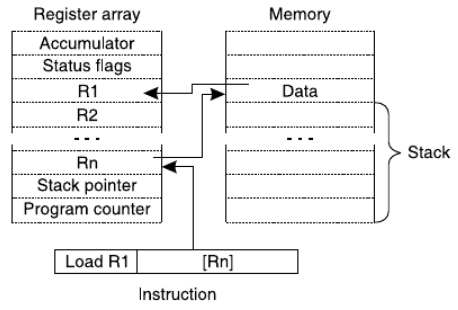 Register array
Memory
Accumulator
Status flags
R1
Data
R2
- - -
- - -
Stack
Rn
Stack pointer
Program counter
Load R1
[Rn]
Instruction